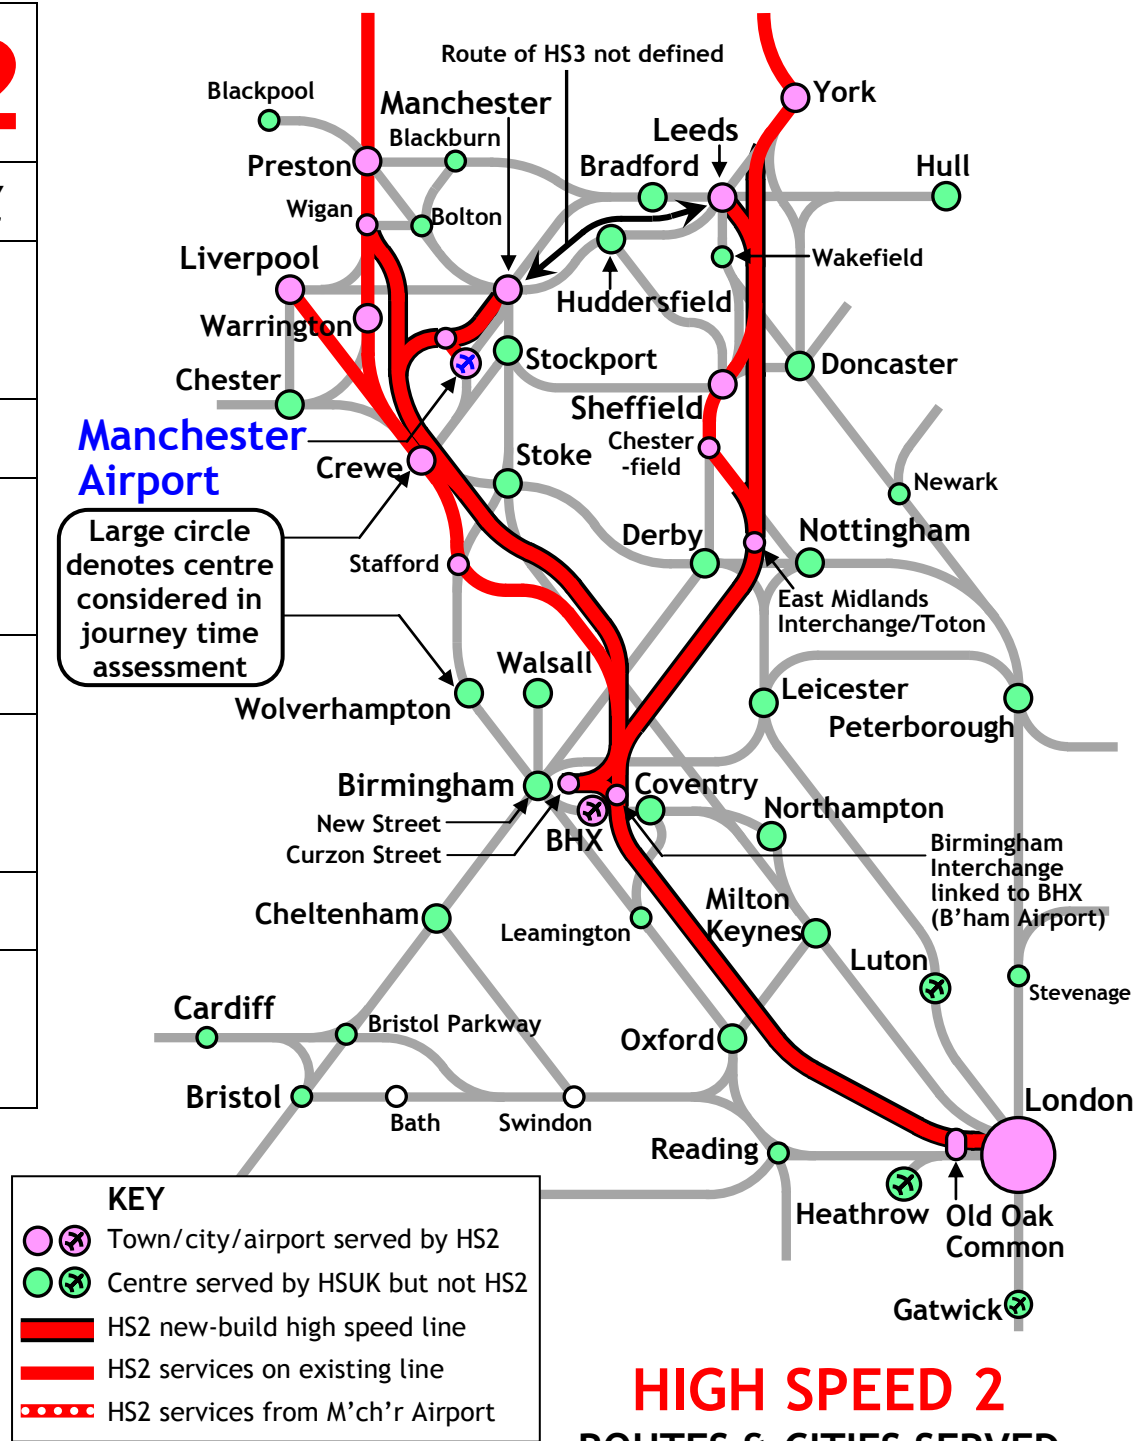 2
Route of HS3 not defined
Blackpool
Manchester
York
Blackburn
Leeds
Preston
Bradford
Hull
Wigan
Bolton
Liverpool
Wakefield
Huddersfield
Warrington
Stockport
Doncaster
Chester
Sheffield
Manchester
Airport
Chester
-field
Crewe
Stoke
Newark
Large circle
denotes centre
considered in
journey time
assessment
Derby
Nottingham
Stafford
East Midlands
Interchange/Toton
Walsall
Leicester
Wolverhampton
Peterborough
Birmingham
Coventry
New Street
BHX
Northampton
Curzon Street
Birmingham
Interchange
linked to BHX
(B'ham Airport)
Milton
Keynes
Cheltenham
Leamington
Luton
Stevenage
Cardiff
Bristol Parkway
Oxford
Bristol
Bath
Swindon
London
Reading
Heathrow
Old Oak
Common
Gatwick
KEY
Town/city/airport served by HS2
Centre served by HSUK but not HS2
HS2 new-build high speed line
HS2 services on existing line
HS2 services from M'ch'r Airport
HIGH SPEED 2
ROUTES & CITIES SERVED